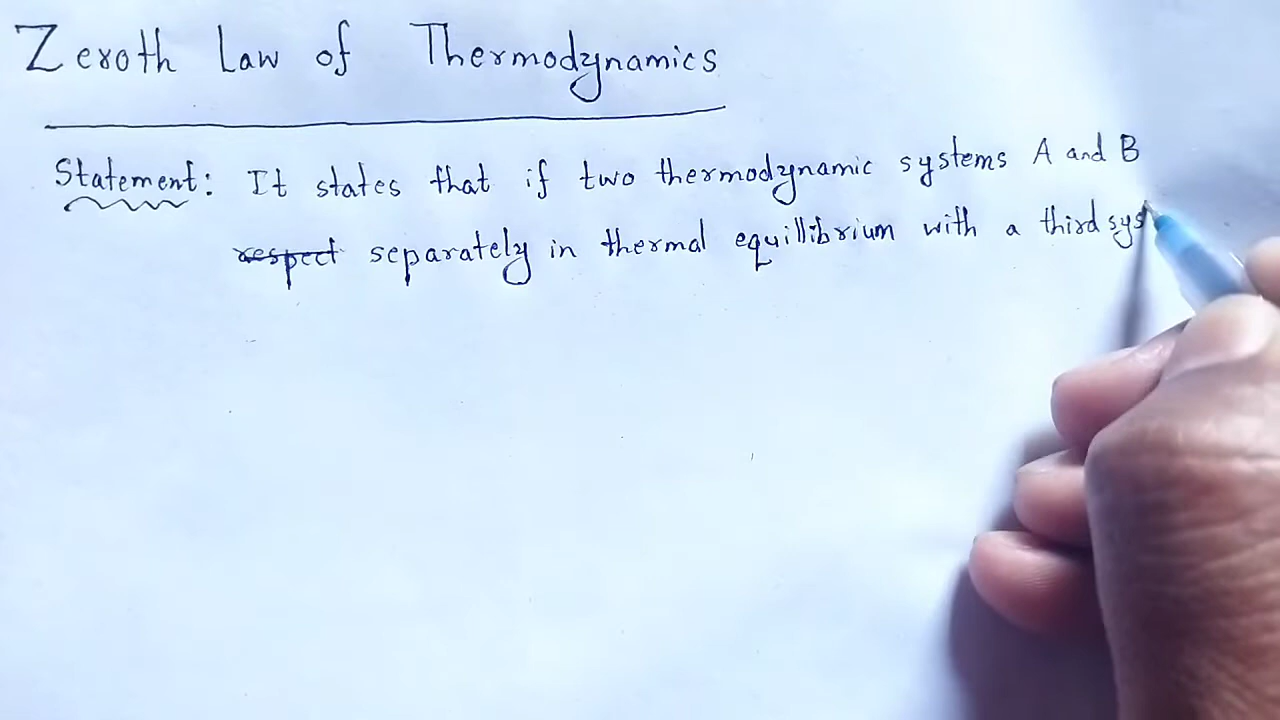 Zeroth Law of Thermodynamics
Statement: It states that if two thermodynamic systems A and B
respect separately in thermal equillibrium with a third sys